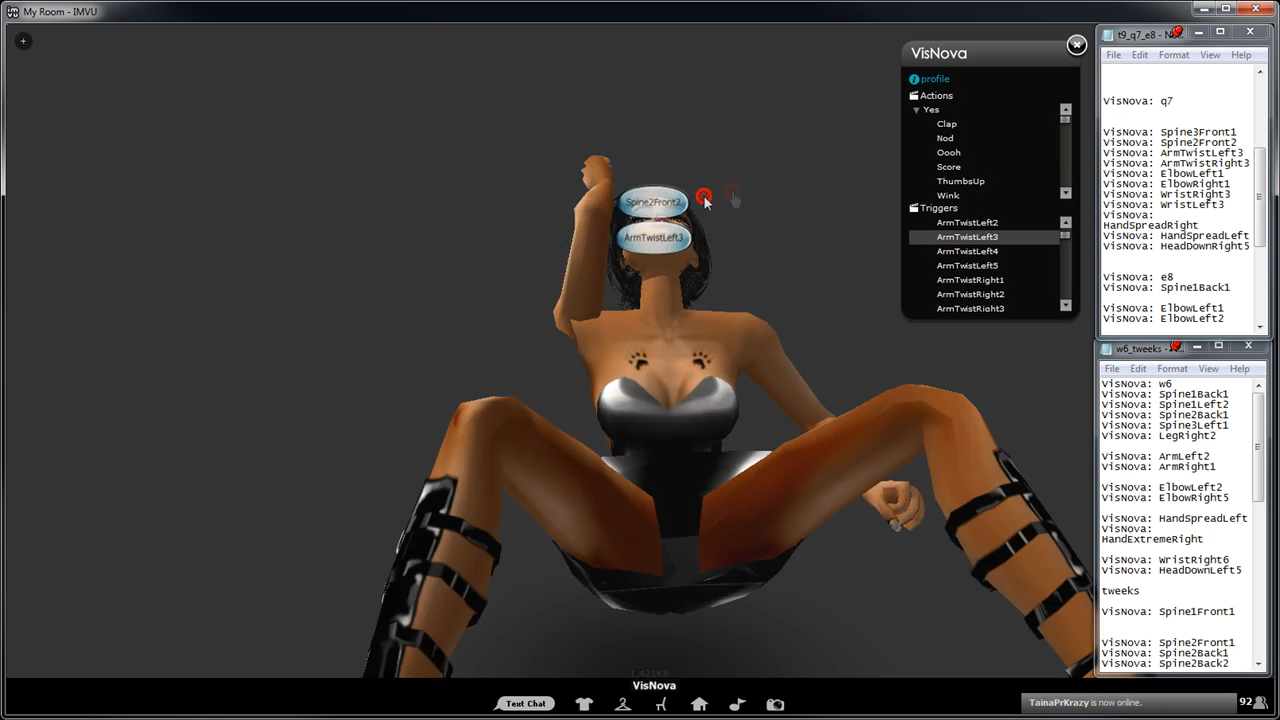 My Room - IMVU
Spine2Front2
ArmTwistLeft3
VisNova
profile
Actions
Yes
Clap
Nod
Oooh
Score
ThumbsUp
Wink
Triggers
ArmTwistLeft2
ArmTwistLeft3
ArmTwistLeft4
ArmTwistLeft5
ArmTwistRight1
ArmTwistRight2
ArmTwistRight3
t9_q7_e8 -
File Edit Format View Help
VisNova: q7
VisNova: Spine3Front1
VisNova: Spine2Front2
VisNova: ArmTwistLeft3
VisNova: ArmTwistRight3
VisNova: ElbowLeft1
VisNova: ElbowRight1
VisNova: WristRight3
VisNova: WristLeft3
VisNova:
HandSpreadRight
VisNova: HandSpreadLeft
VisNova: HeadDownRight5
VisNova: e8
VisNova: Spine1Back1
VisNova: ElbowLeft1
VisNova: ElbowLeft2
w6_tweeks -
File Edit Format View Help
VisNova: w6
VisNova: Spine1Back1
VisNova: Spine1Left2
VisNova: Spine2Back1
VisNova: Spine3Left1
VisNova: LegRight2
VisNova: ArmLeft2
VisNova: ArmRight1
VisNova: ElbowLeft2
VisNova: ElbowRight5
VisNova: HandSpreadLeft
VisNova:
HandExtremeRight
VisNova: WristRight6
VisNova: HeadDownLeft5
tweeks
VisNova: Spine1Front1
VisNova: Spine2Front1
VisNova: Spine2Back1
VisNova: Spine2Back2
1,421KB
VisNova
Text Chat
TainaPrKrazy is now online.
92